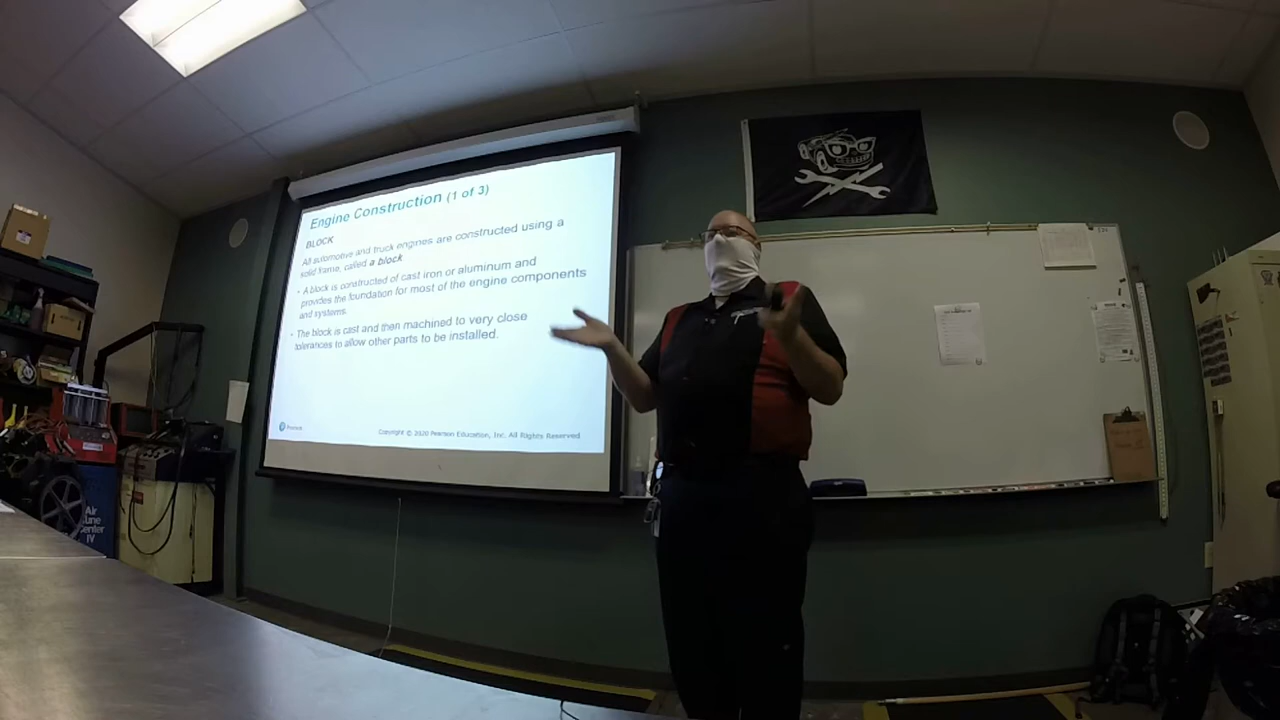 Engine Construction (1 of 3)
BLOCK
All automotive and truck engines are constructed using a
solid frame, called a block
• A block is constructed of cast iron or aluminum and
provides the foundation for most of the engine components
and systems.
• The block is cast and then machined to very close
tolerances to allow other parts to be installed.
Pearson
Copyright © 2020 Pearson Education, Inc. All Rights Reserved
Air
Tune
Center
IV